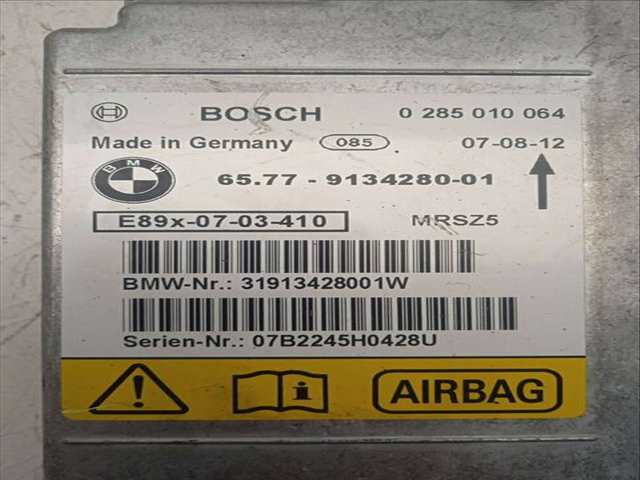 BOSCH 0 285 010 064
Made in Germany 085 07-08-12
BMW 65.77 - 9134280-01
E89x-07-03-410 MRSZ5
BMW-Nr.: 31913428001W
Serien-Nr.: 07B2245H0428U
! i AIRBAG